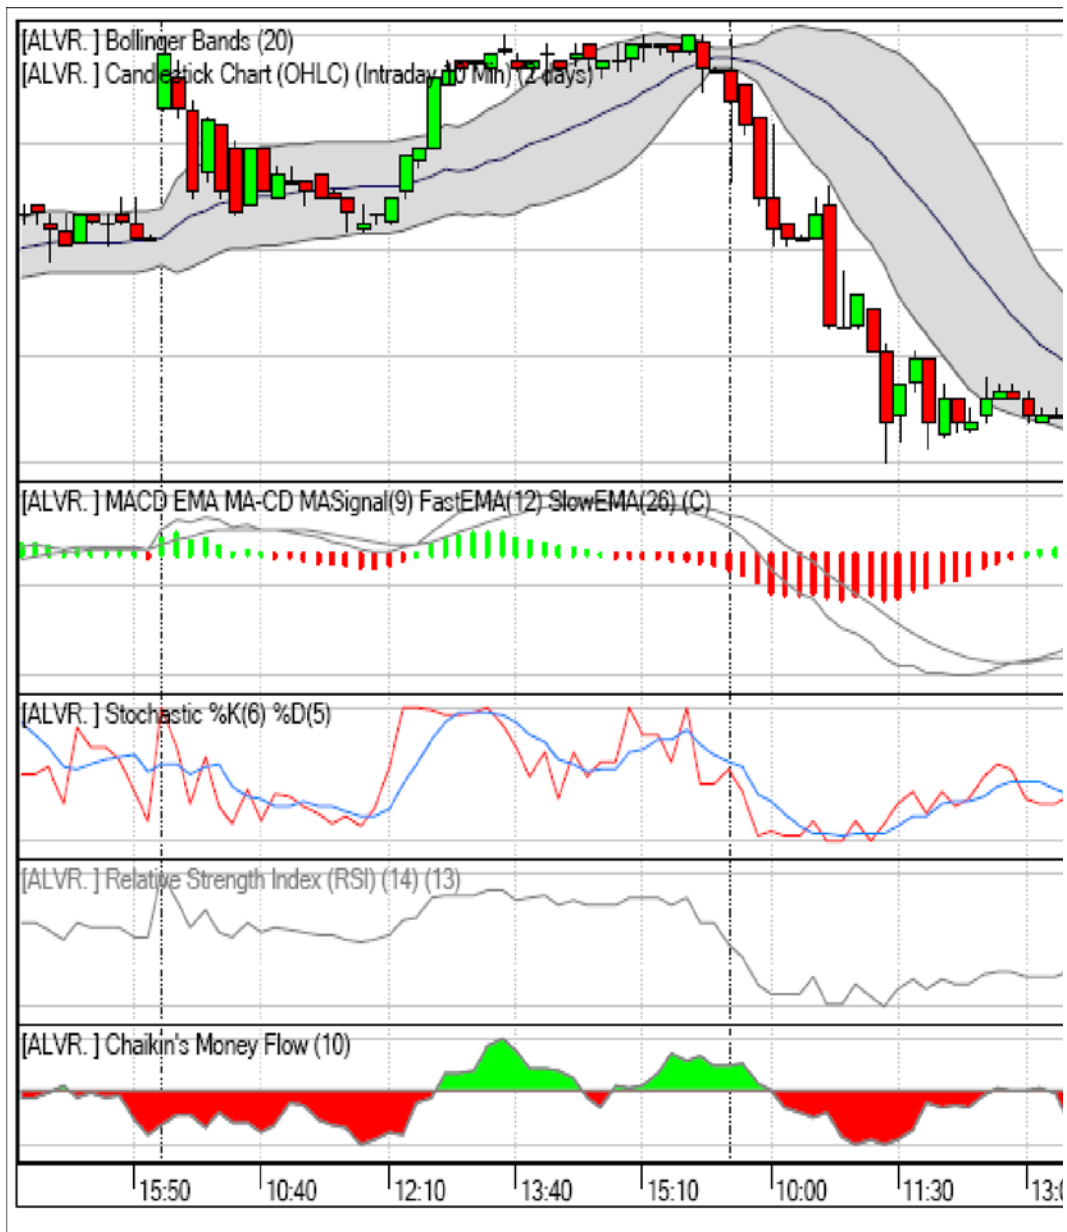 [ALVR. ] Bollinger Bands (20)
[ALVR. ] Candlestick Chart (OHLC) (Intraday 10 Min) (2 days)
[ALVR. ] MACD EMA MA-CD MASignal(9) FastEMA(12) SlowEMA(26) (C)
[ALVR. ] Stochastic %K(6) %D(5)
[ALVR. ] Relative Strength Index (RSI) (14) (13)
[ALVR. ] Chaikin's Money Flow (10)
15:50 10:40 12:10 13:40 15:10 10:00 11:30